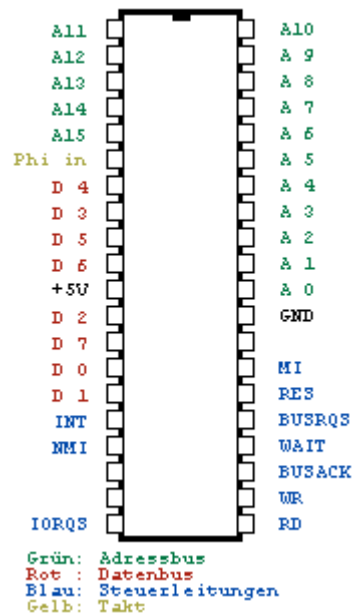 A11 A10
A12 A 9
A13 A 8
A14 A 7
A15 A 6
Phi in A 5
D 4 A 4
D 3 A 3
D 5 A 2
D 6 A 1
+5V A 0
D 2 GND
D 7
D 0 MI
D 1 RES
INT BUSRQS
NMI WAIT
BUSACK
WR
IORQS RD
Grün: Adressbus
Rot : Datenbus
Blau: Steuerleitungen
Gelb: Takt